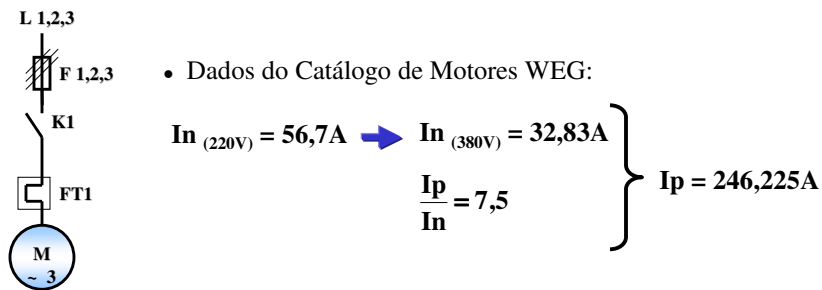 L 1,2,3
F 1,2,3
K1
FT1
M
~ 3
• Dados do Catálogo de Motores WEG:
In (220V) = 56,7A
In (380V) = 32,83A
Ip
In
= 7,5
Ip = 246,225A